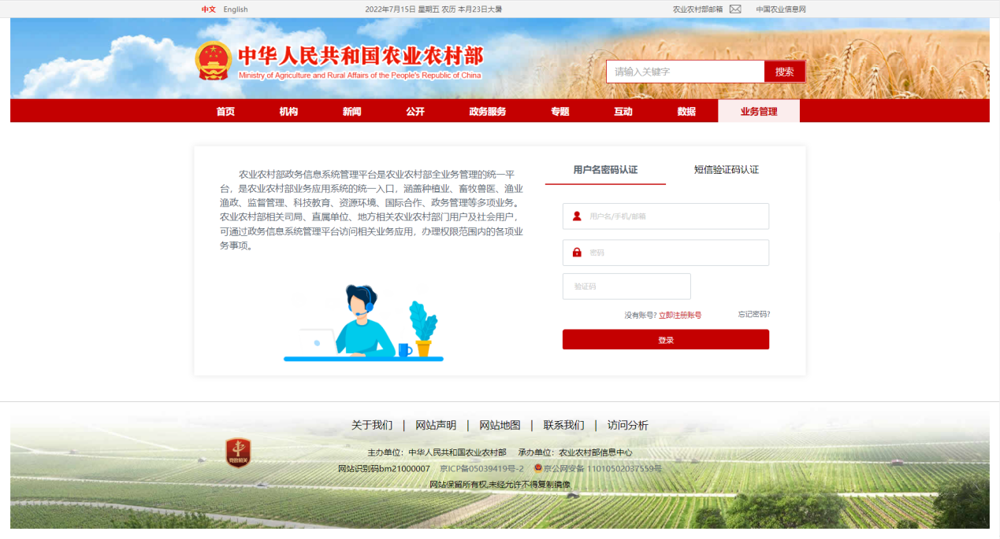 中文 English 2022年7月15日 星期五 农历 本月23日大暑 农业农村部邮箱 中国农业信息网
中华人民共和国农业农村部
Ministry of Agriculture and Rural Affairs of the People's Republic of China
请输入关键字 搜索
首页 机构 新闻 公开 政务服务 专题 互动 数据 业务管理
农业农村部政务信息系统管理平台是农业农村部全业务管理的统一平
台，是农业农村部业务应用系统的统一入口，涵盖种植业、畜牧兽医、渔业
渔政、监督管理、科技教育、资源环境、国际合作、政务管理等多项业务。
农业农村部相关司局、直属单位、地方相关农业农村部门用户及社会用户，
可通过政务信息系统管理平台访问相关业务应用，办理权限范围内的各项业
务事项。
用户名密码认证 短信验证码认证
用户名/手机/邮箱
密码
验证码
没有账号? 立即注册账号 忘记密码?
登录
关于我们 | 网站声明 | 网站地图 | 联系我们 | 访问分析
党政机关
主办单位：中华人民共和国农业农村部 承办单位：农业农村部信息中心
网站识别码bm21000007 京ICP备05039419号-2 京公网安备 11010502037559号
网站保留所有权,未经允许不得复制镜像